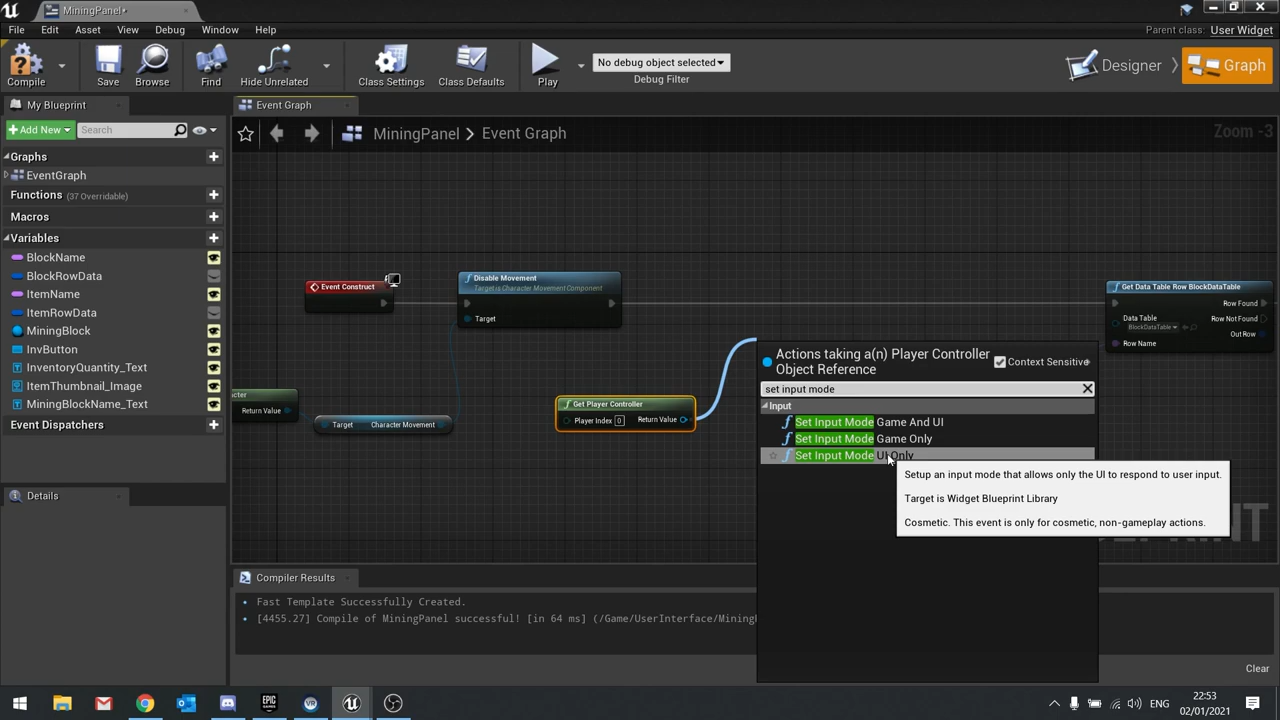 MiningPanel*
File Edit Asset View Debug Window Help
Parent class: User Widget
Compile
Save
Browse
Find
Hide Unrelated
Class Settings
Class Defaults
Play
No debug object selected
Debug Filter
Designer
Graph
My Blueprint
Event Graph
+ Add New
Search
MiningPanel > Event Graph
Zoom -3
Graphs
EventGraph
Functions (37 Overridable)
Macros
Variables
BlockName
BlockRowData
ItemName
ItemRowData
MiningBlock
InvButton
InventoryQuantity_Text
ItemThumbnail_Image
MiningBlockName_Text
Event Dispatchers
Details
Event Construct
Disable Movement
Target is Character Movement Component
Target
Return Value
Target Character Movement
Get Player Controller
Player Index 0 Return Value
Get Data Table Row BlockDataTable
Row Found
Data Table
BlockDataTable
Row Not Found
Out Row
Row Name
Actions taking a(n) Player Controller
Object Reference
Context Sensitive
set input mode
Input
Set Input Mode Game And UI
Set Input Mode Game Only
Set Input Mode UI Only
Setup an input mode that allows only the UI to respond to user input.
Target is Widget Blueprint Library
Cosmetic. This event is only for cosmetic, non-gameplay actions.
Compiler Results
Fast Template Successfully Created.
[4455.27] Compile of MiningPanel successful! [in 64 ms] (/Game/UserInterface/MiningP
Clear
ENG
22:53
02/01/2021